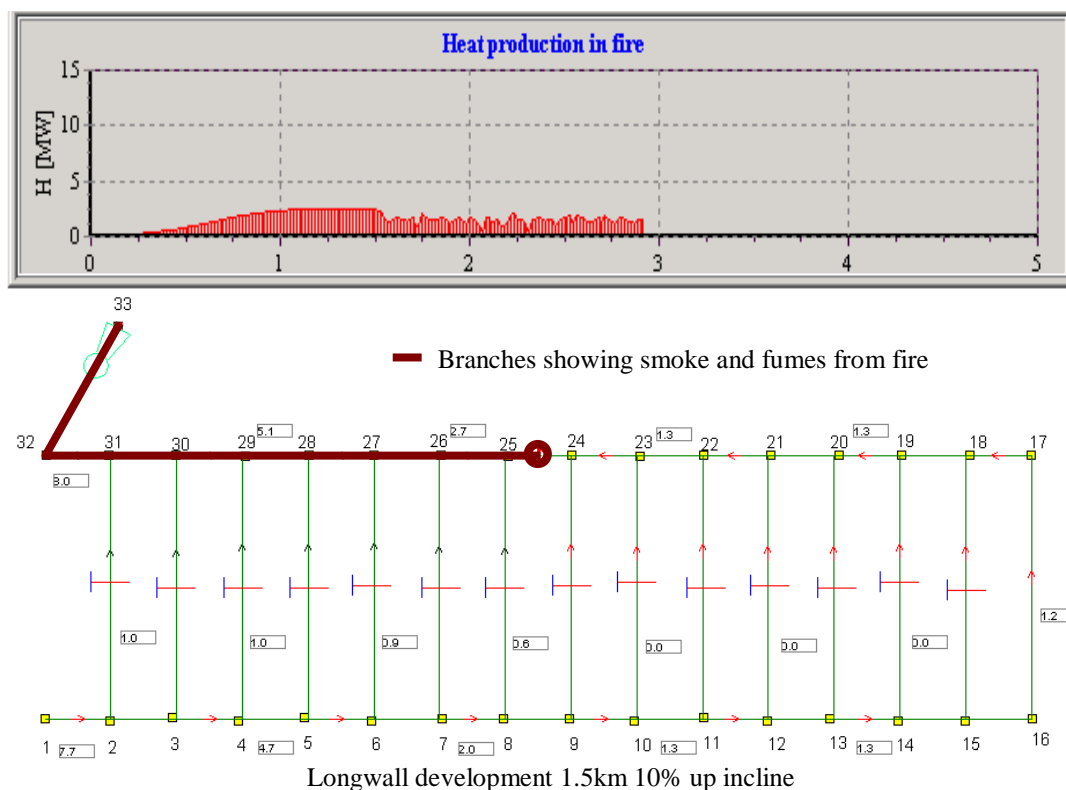 Heat production in fire
15
10
5
0
H [MW]
0 1 2 3 4 5
33
Branches showing smoke and fumes from fire
32 31 30 29 5.1 28 27 26 2.7 25 24 23 1.3 22 21 20 1.3 19 18 17
1.0 1.0 0.9 0.6 0.0 0.0 0.0 1.2
1 7.7 2 3 4 4.7 5 6 7 2.0 8 9 10 1.3 11 12 13 1.3 14 15 16
Longwall development 1.5km 10% up incline